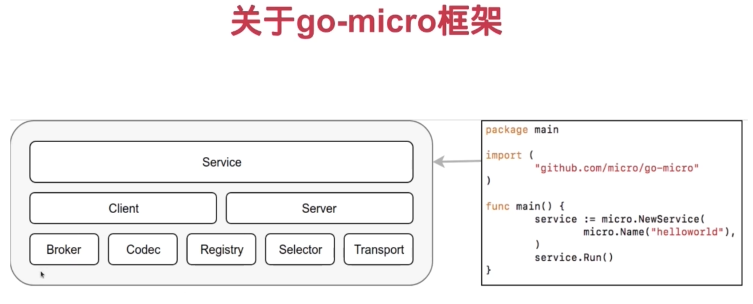 关于go-micro框架
Service
Client
Server
Broker
Codec
Registry
Selector
Transport
package main
import (
"github.com/micro/go-micro"
)
func main() {
service := micro.NewService(
micro.Name("helloworld"),
)
service.Run()
}